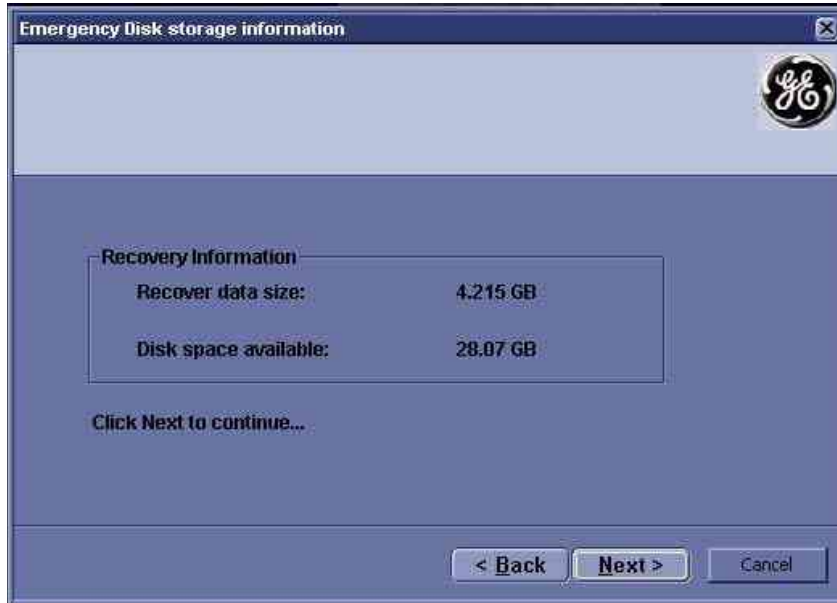 Emergency Disk storage information
GE
Recovery Information
Recover data size: 4.215 GB
Disk space available: 28.07 GB
Click Next to continue...
< Back Next > Cancel